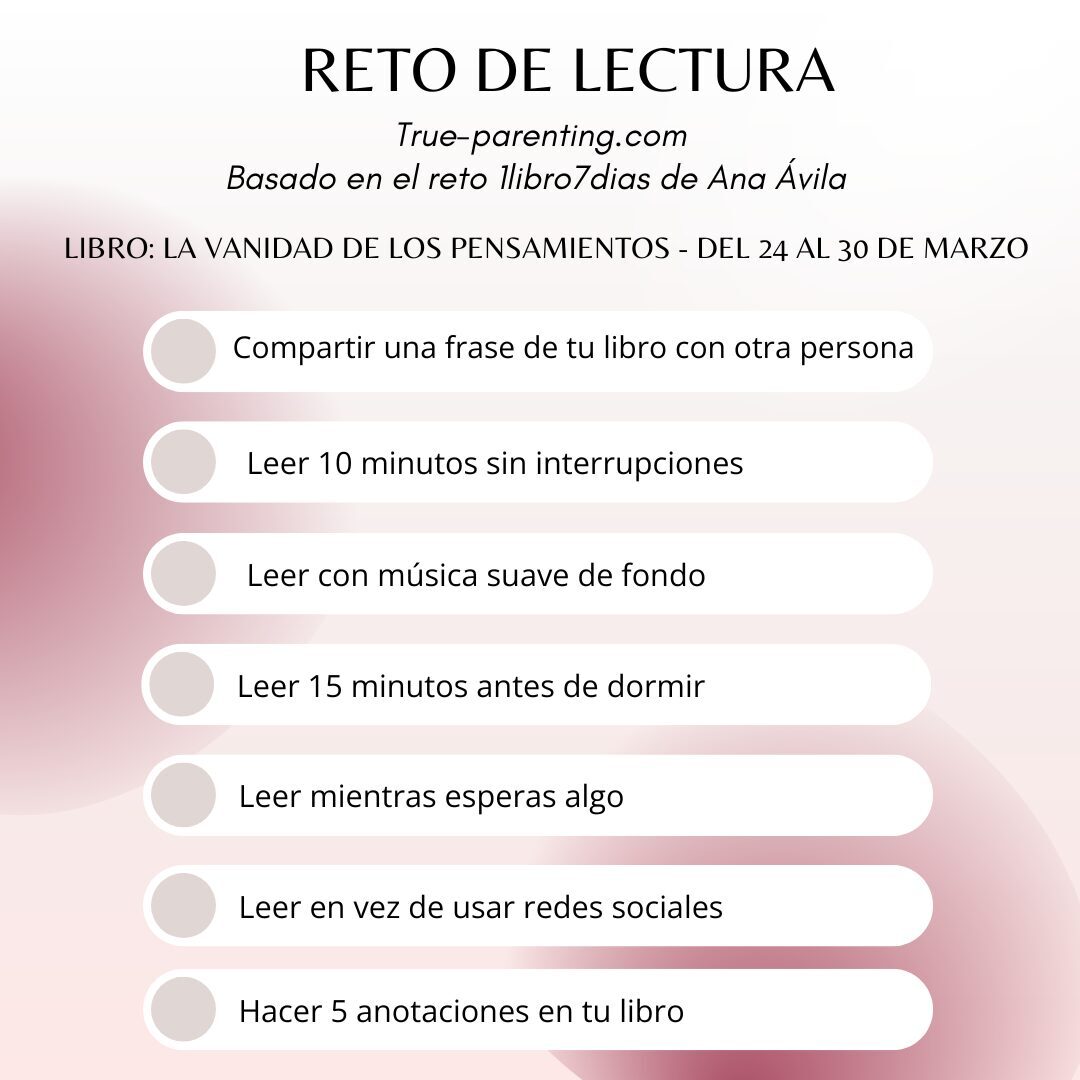 RETO DE LECTURA
True-parenting.com
Basado en el reto 1libro7dias de Ana Ávila
LIBRO: LA VANIDAD DE LOS PENSAMIENTOS - DEL 24 AL 30 DE MARZO
Compartir una frase de tu libro con otra persona
Leer 10 minutos sin interrupciones
Leer con música suave de fondo
Leer 15 minutos antes de dormir
Leer mientras esperas algo
Leer en vez de usar redes sociales
Hacer 5 anotaciones en tu libro